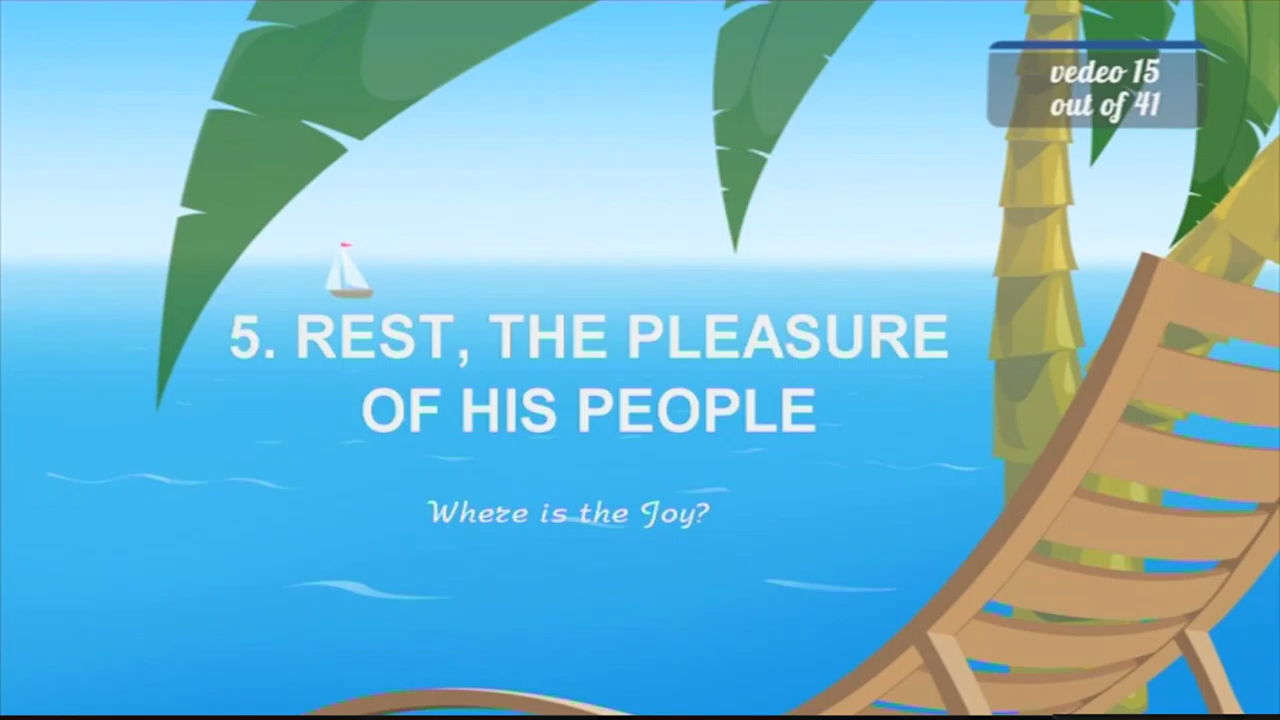 vedeo 15
out of 41
5. REST, THE PLEASURE
OF HIS PEOPLE
Where is the Joy?